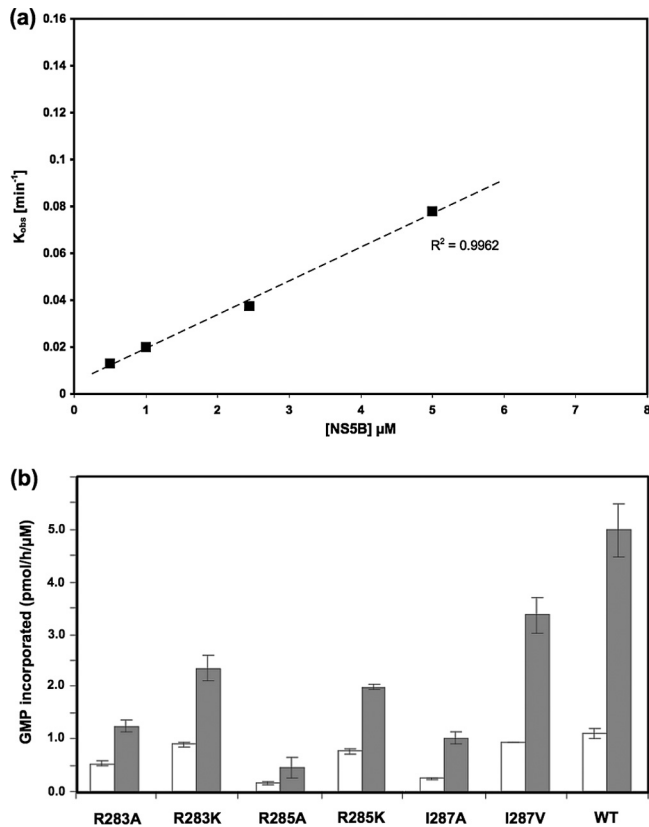 (a)
0.16
0.14
0.12
0.1
0.08
0.06
0.04
0.02
0
K_obs [min⁻¹]
R² = 0.9962
0 1 2 3 4 5 6 7 8
[NS5B] µM
(b)
5.0
4.0
3.0
2.0
1.0
0.0
GMP incorporated (pmol/h/µM)
R283A R283K R285A R285K I287A I287V WT